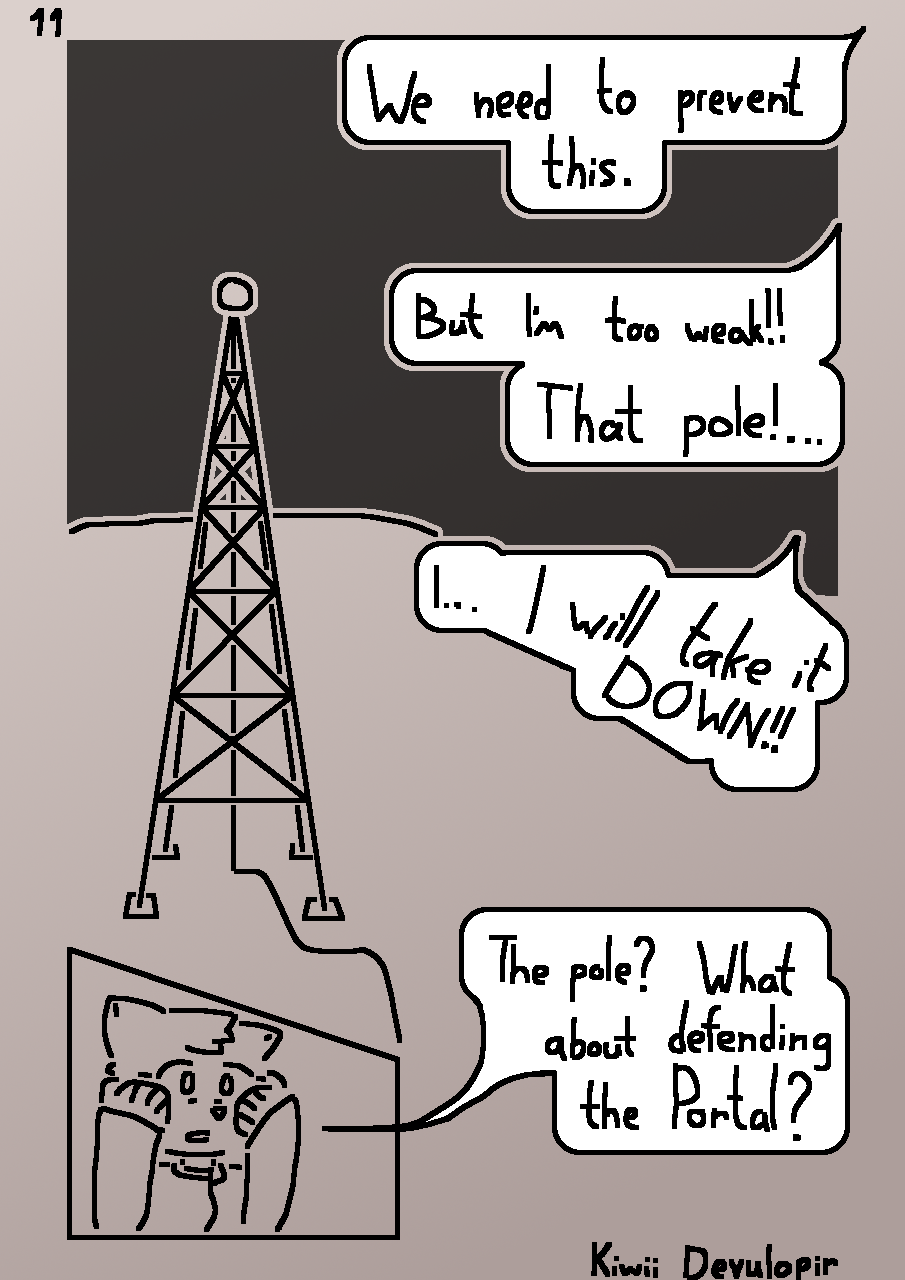 11
We need to prevent
this.
But I'm too weak!!
That pole!....
I... I will take it
DOWN!!!
The pole? What
about defending
the Portal?
Kiwii Devulopir